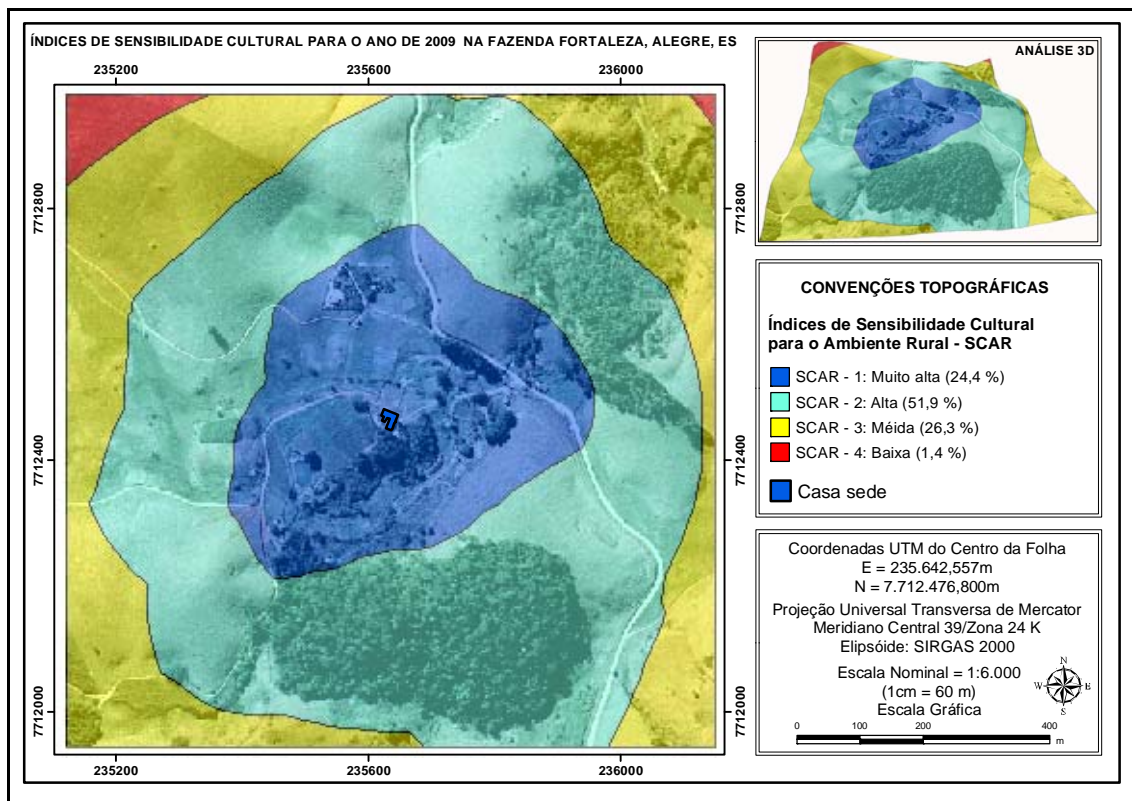 ÍNDICES DE SENSIBILIDADE CULTURAL PARA O ANO DE 2009 NA FAZENDA FORTALEZA, ALEGRE, ES
235200
235600
236000
7712800
7712800
7712400
7712400
7712000
7712000
235200
235600
236000
ANÁLISE 3D
CONVENÇÕES TOPOGRÁFICAS
Índices de Sensibilidade Cultural
para o Ambiente Rural - SCAR
SCAR - 1: Muito alta (24,4 %)
SCAR - 2: Alta (51,9 %)
SCAR - 3: Méida (26,3 %)
SCAR - 4: Baixa (1,4 %)
Casa sede
Coordenadas UTM do Centro da Folha
E = 235.642,557m
N = 7.712.476,800m
Projeção Universal Transversa de Mercator
Meridiano Central 39/Zona 24 K
Elipsóide: SIRGAS 2000
Escala Nominal = 1:6.000
(1cm = 60 m)
Escala Gráfica
N
W E
S
0 100 200 400
m